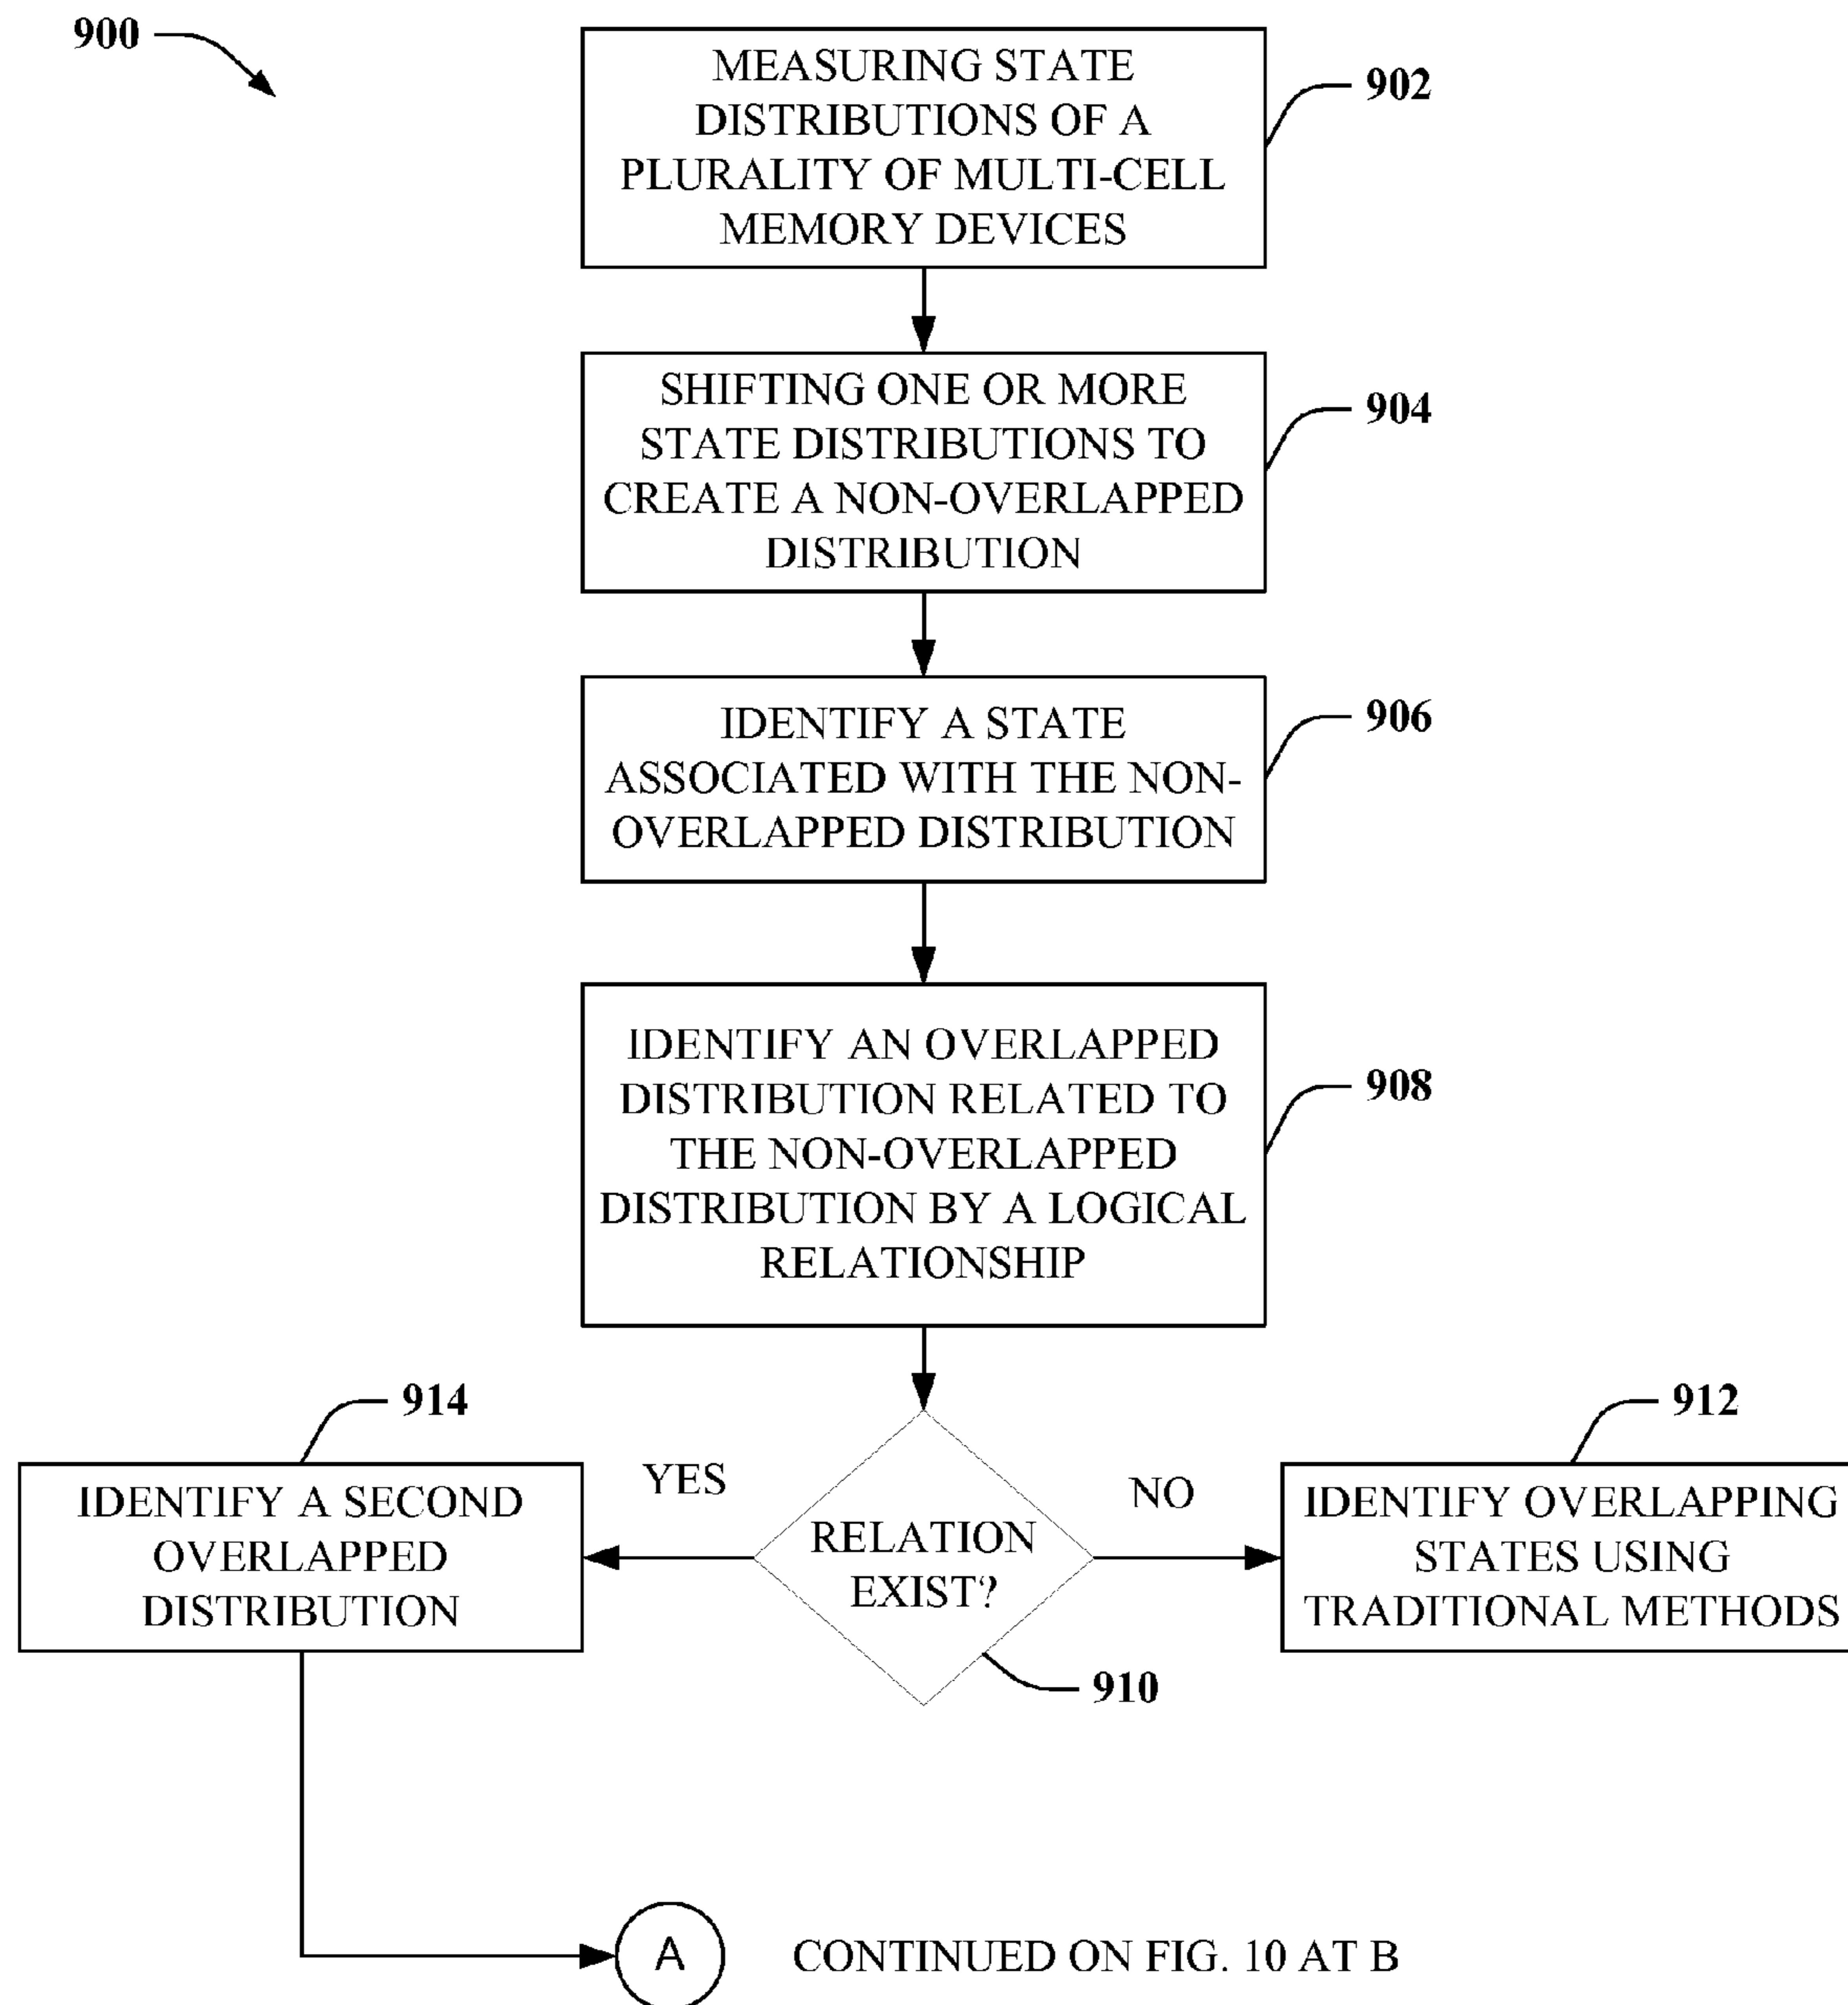 900
MEASURING STATE
DISTRIBUTIONS OF A
PLURALITY OF MULTI-CELL
MEMORY DEVICES
902
SHIFTING ONE OR MORE
STATE DISTRIBUTIONS TO
CREATE A NON-OVERLAPPED
DISTRIBUTION
904
IDENTIFY A STATE
ASSOCIATED WITH THE NON-
OVERLAPPED DISTRIBUTION
906
IDENTIFY AN OVERLAPPED
DISTRIBUTION RELATED TO
THE NON-OVERLAPPED
DISTRIBUTION BY A LOGICAL
RELATIONSHIP
908
914
IDENTIFY A SECOND
OVERLAPPED
DISTRIBUTION
YES
RELATION
EXIST?
910
NO
912
IDENTIFY OVERLAPPING
STATES USING
TRADITIONAL METHODS
A
CONTINUED ON FIG. 10 AT B